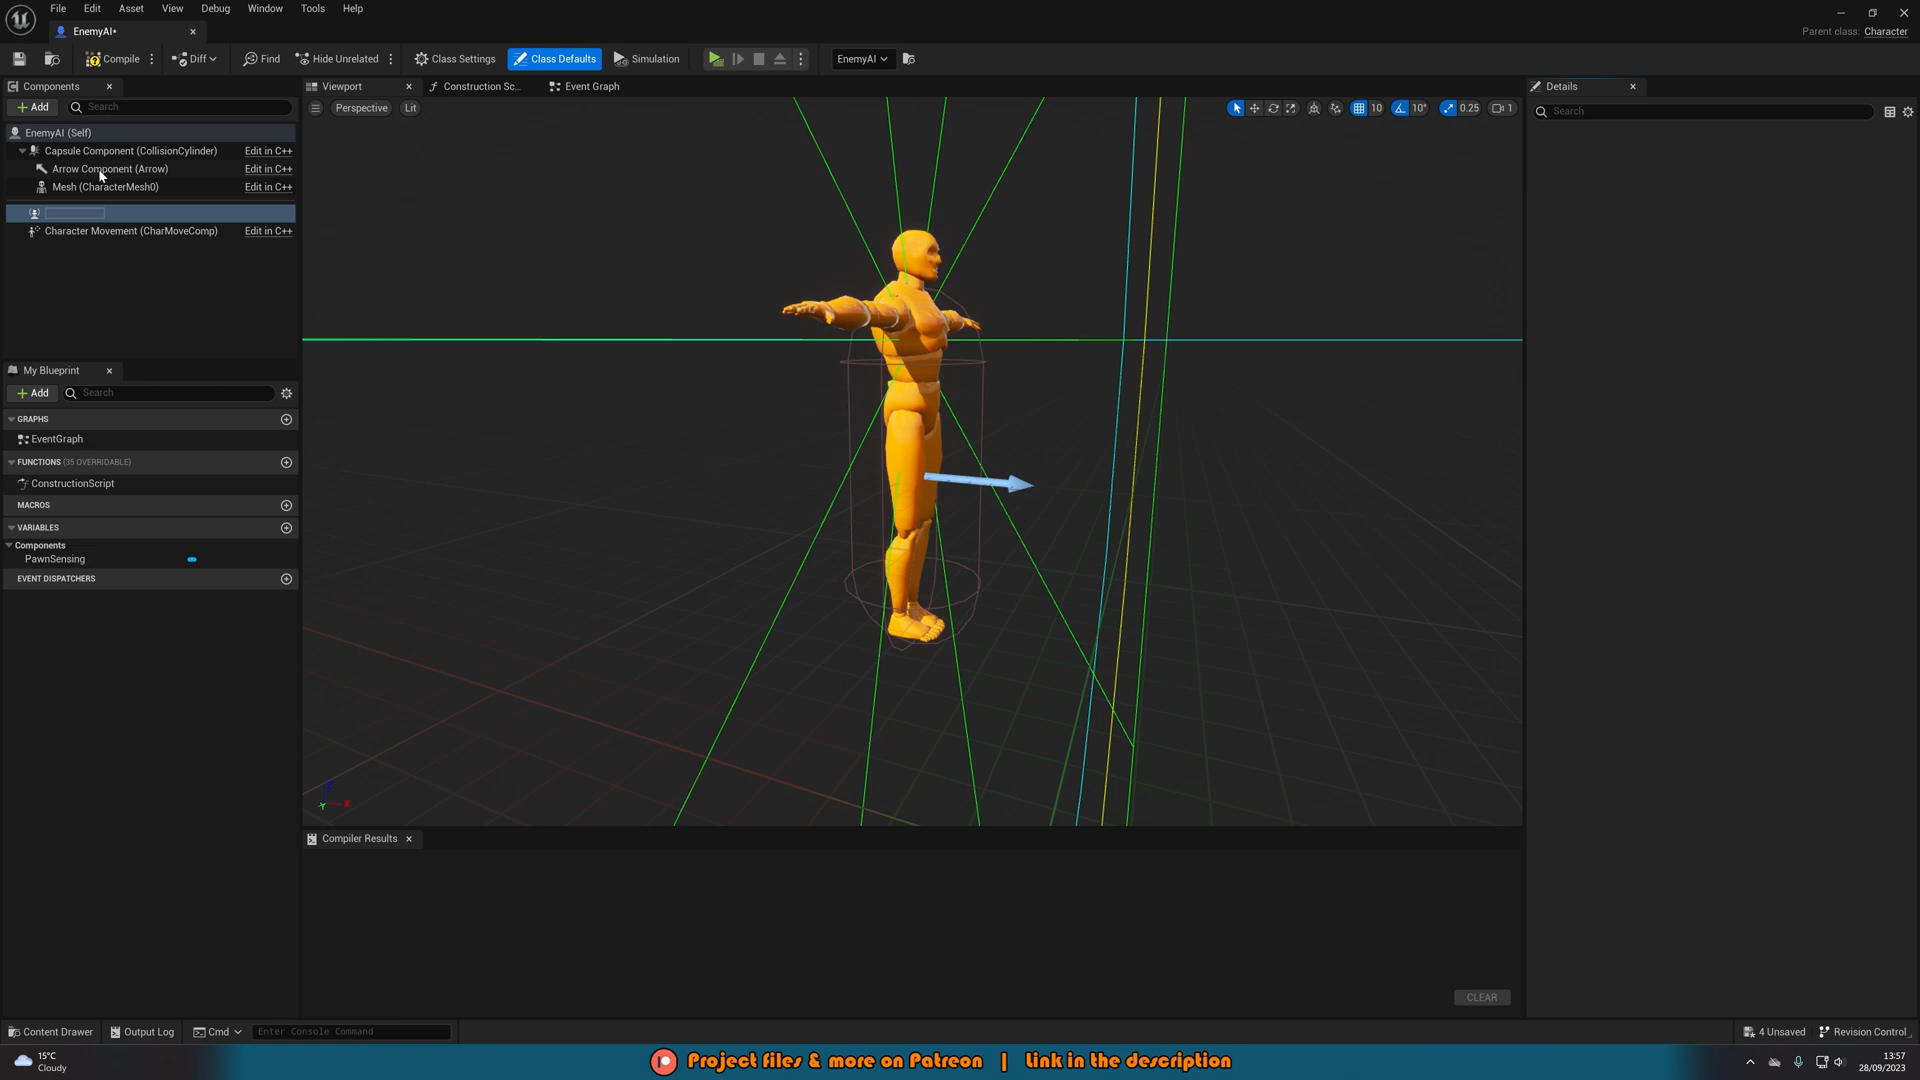 File Edit View Asset Debug Window Tools Help
EnemyAI*
Parent class: Character
Compile Diff Find Hide Unrelated Class Settings Class Defaults Simulation EnemyAI
Components
Viewport Construction Sc... Event Graph
Details
Add Search
Perspective Lit
10 10° 0.25 1
Search
EnemyAI (Self)
Capsule Component (CollisionCylinder) Edit in C++
Arrow Component (Arrow) Edit in C++
Mesh (CharacterMesh0) Edit in C++
Character Movement (CharMoveComp) Edit in C++
My Blueprint
Add Search
GRAPHS
EventGraph
FUNCTIONS (35 OVERRIDABLE)
ConstructionScript
MACROS
VARIABLES
Components
PawnSensing
EVENT DISPATCHERS
X
Y
Compiler Results
CLEAR
Content Drawer Output Log Cmd Enter Console Command
4 Unsaved Revision Control
15°C
Cloudy
Project files & more on Patreon | Link in the description
13:57
28/09/2023